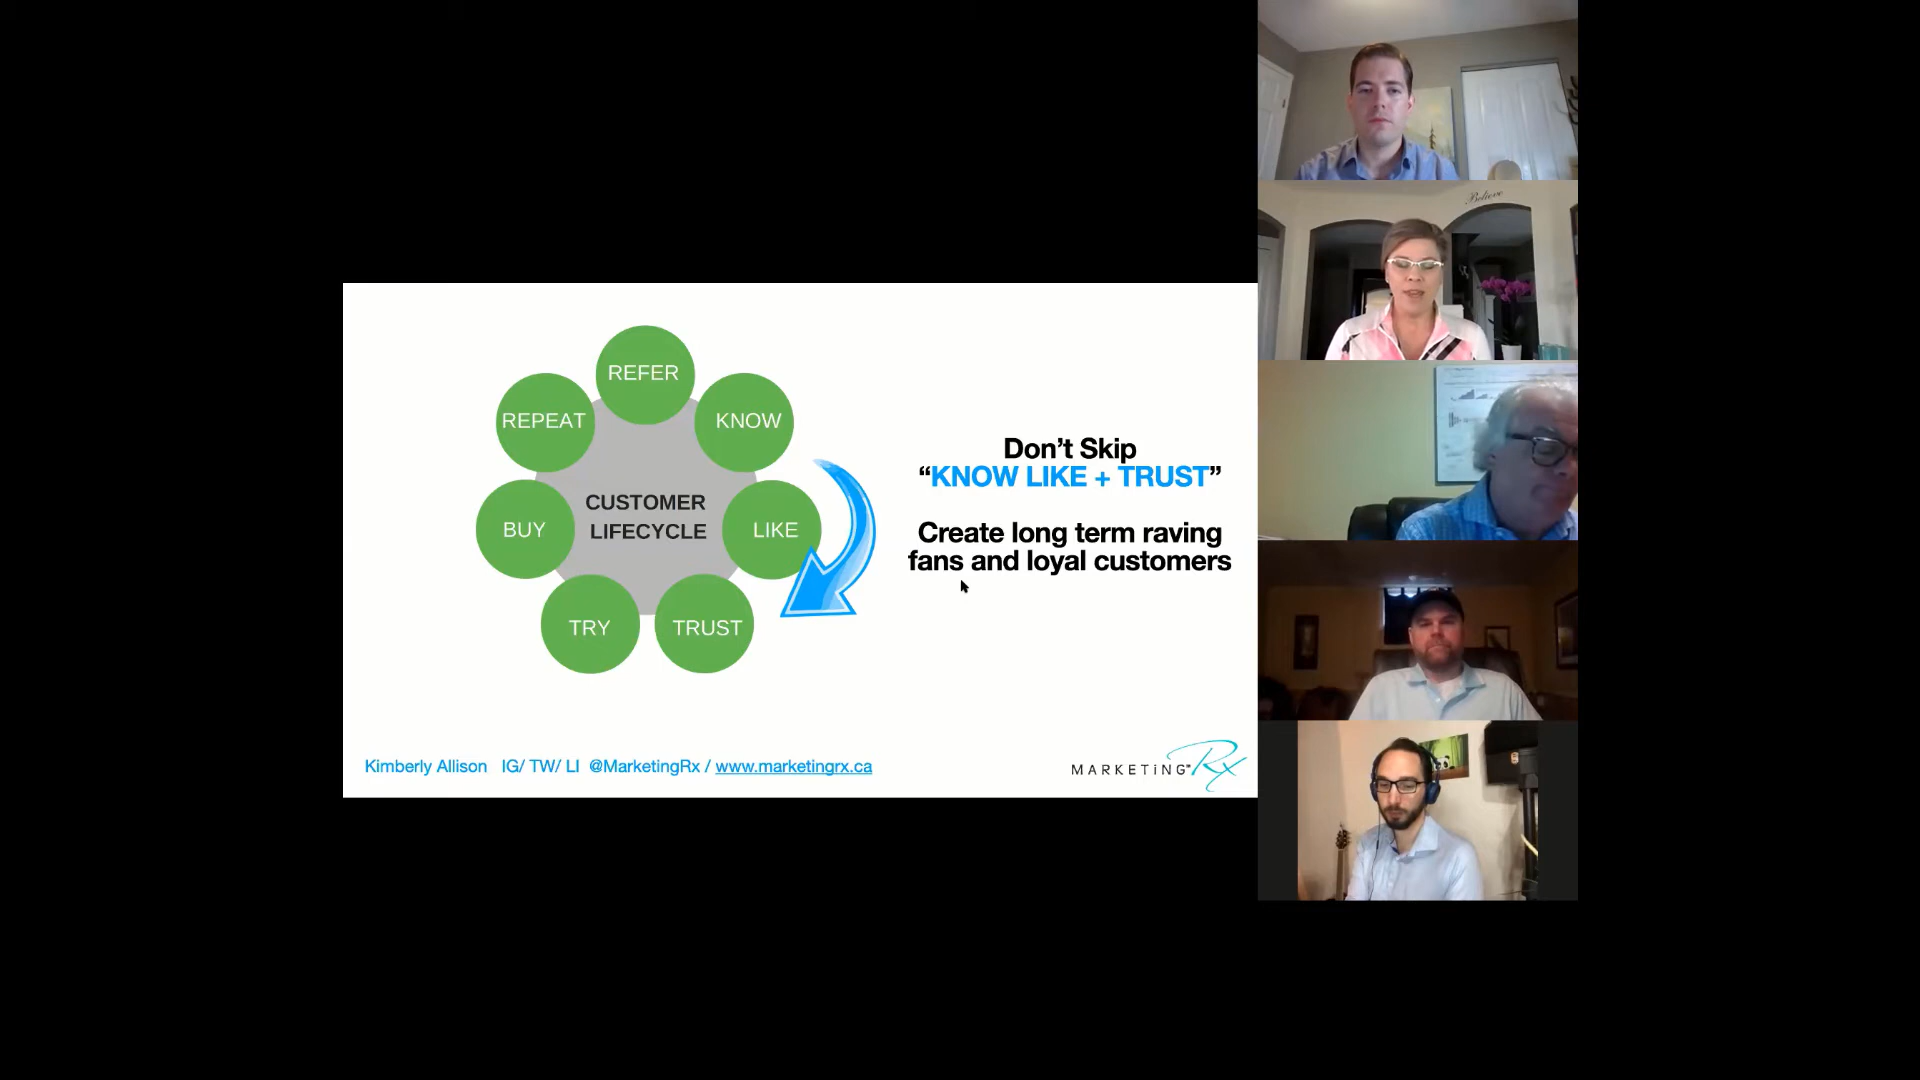 REFER
REPEAT
KNOW
CUSTOMER
LIFECYCLE
BUY
LIKE
TRY
TRUST
Don’t Skip
“KNOW LIKE + TRUST”
Create long term raving
fans and loyal customers
Kimberly Allison IG/ TW/ LI @MarketingRx / www.marketingrx.ca
MARKETiNG Rx
Believe